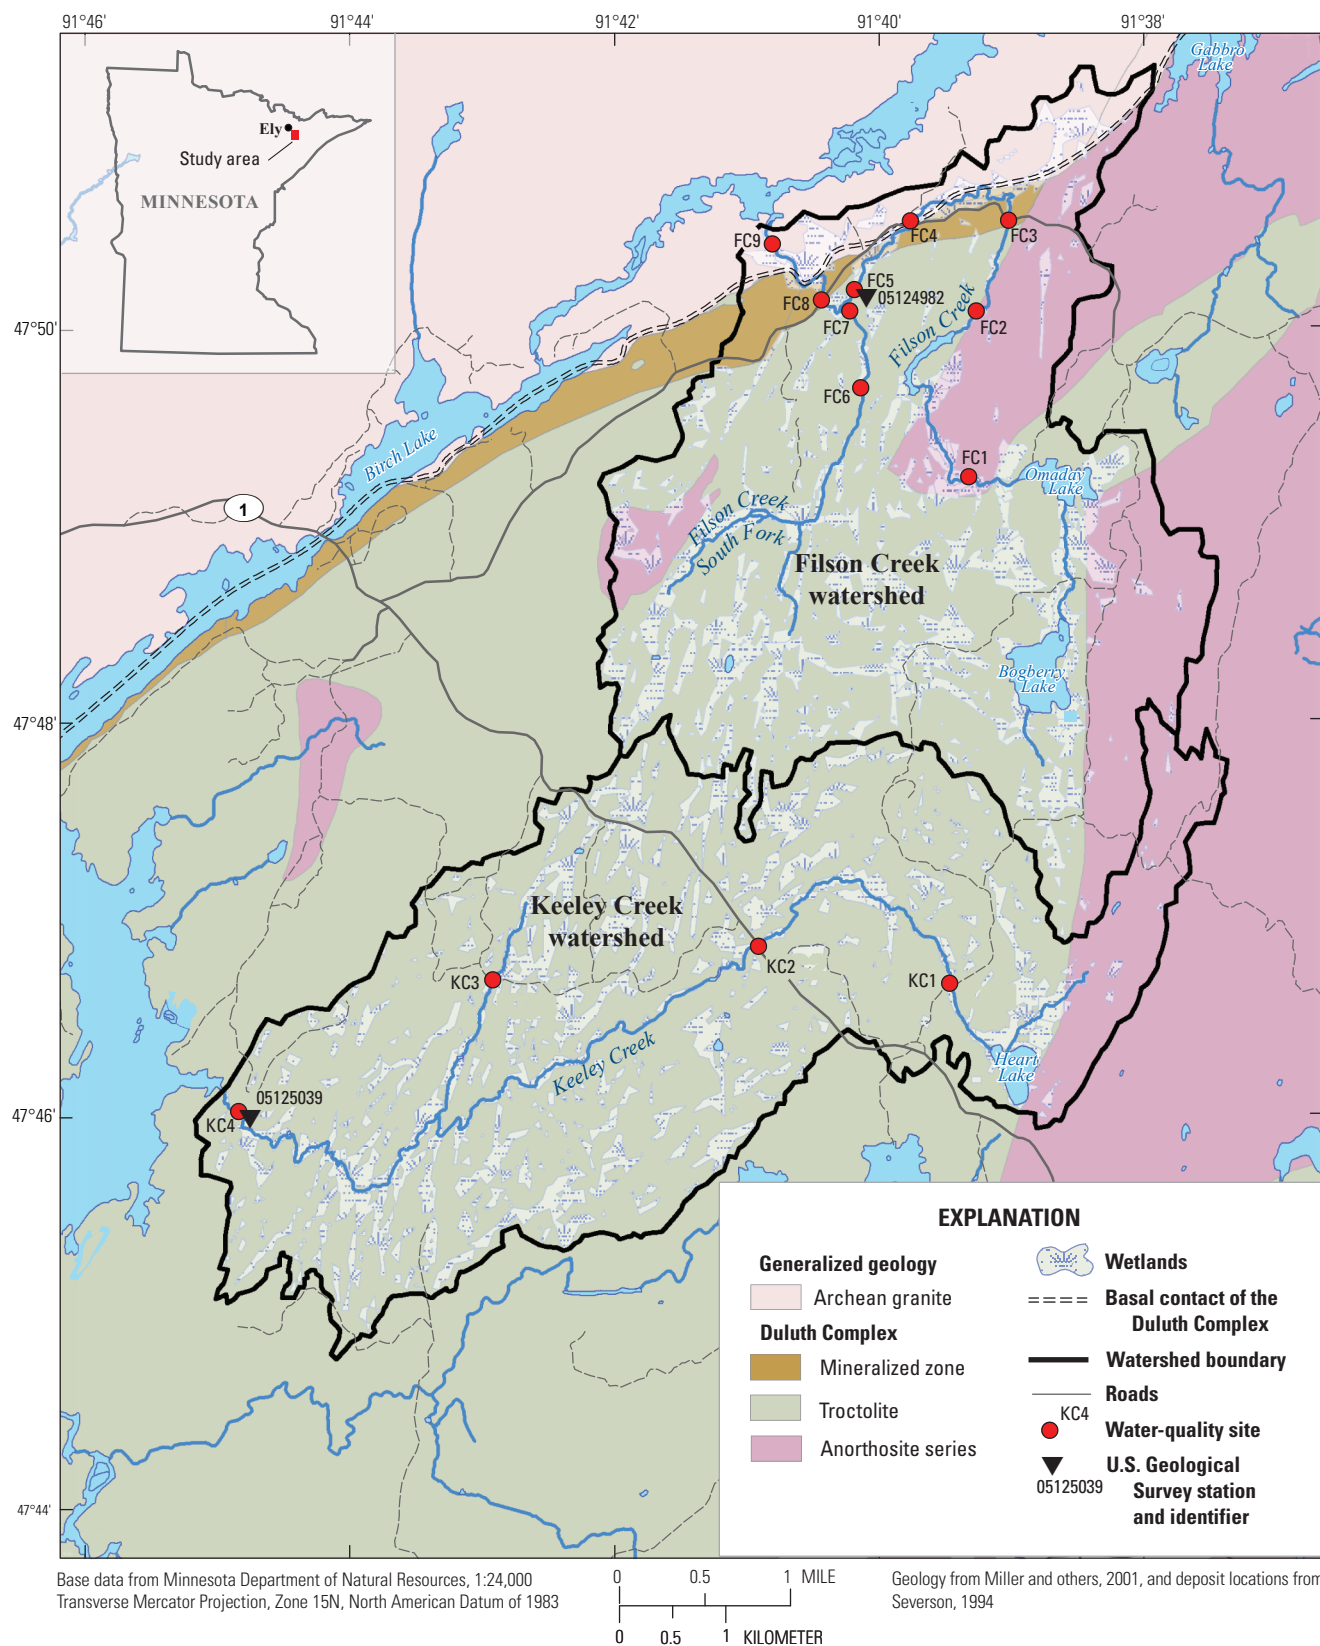 91°46' 91°44' 91°42' 91°40' 91°38'
Gabbro
Lake
Ely
Study area
MINNESOTA
FC9
FC4
FC3
FC5
05124982
FC8
FC7
FC2
Filson Creek
47°50'
FC6
Birch Lake
FC1
Omaday
Lake
1
Filson Creek
South Fork
Filson Creek
watershed
Bogberry
Lake
47°48'
Keeley Creek
watershed
KC2
KC3
KC1
Keeley Creek
Heart
Lake
05125039
47°46'
KC4
EXPLANATION
Generalized geology
Archean granite
Duluth Complex
Mineralized zone
Troctolite
Anorthosite series
Wetlands
Basal contact of the
Duluth Complex
Watershed boundary
Roads
KC4
Water-quality site
U.S. Geological
05125039 Survey station
and identifier
47°44'
Base data from Minnesota Department of Natural Resources, 1:24,000
Transverse Mercator Projection, Zone 15N, North American Datum of 1983
0 0.5 1 MILE
0 0.5 1 KILOMETER
Geology from Miller and others, 2001, and deposit locations from
Severson, 1994